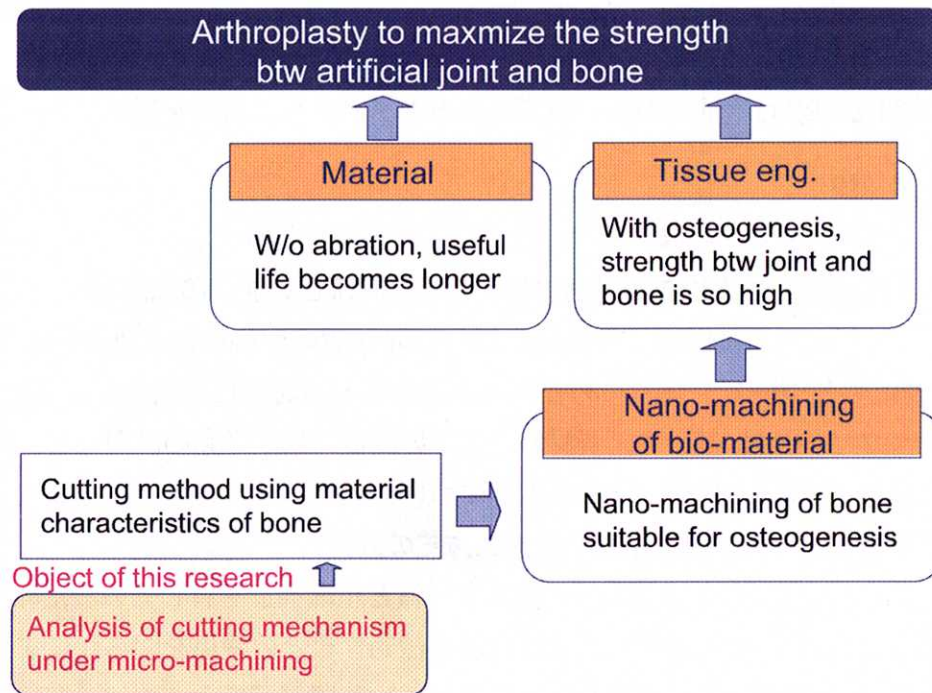 Arthroplasty to maxmize the strength
btw artificial joint and bone
Material
W/o abration, useful
life becomes longer
Tissue eng.
With osteogenesis,
strength btw joint and
bone is so high
Nano-machining
of bio-material
Nano-machining of bone
suitable for osteogenesis
Cutting method using material
characteristics of bone
Object of this research
Analysis of cutting mechanism
under micro-machining